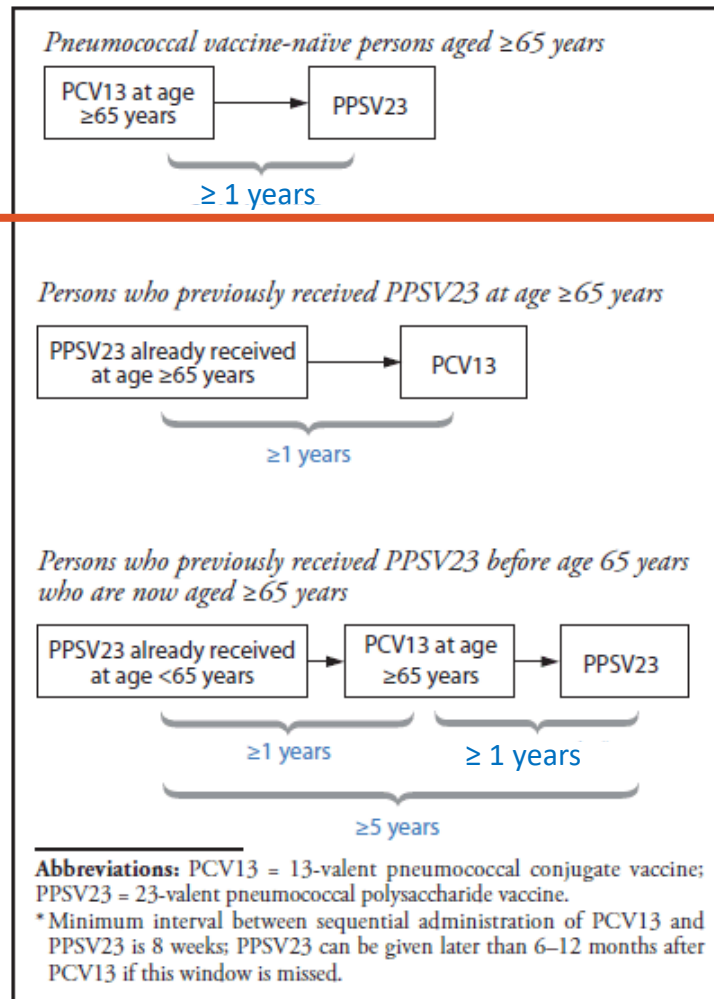 Pneumococcal vaccine-naïve persons aged ≥65 years
PCV13 at age
≥65 years
PPSV23
≥ 1 years
Persons who previously received PPSV23 at age ≥65 years
PPSV23 already received
at age ≥65 years
PCV13
≥1 years
Persons who previously received PPSV23 before age 65 years
who are now aged ≥65 years
PPSV23 already received
at age <65 years
PCV13 at age
≥65 years
PPSV23
≥1 years
≥ 1 years
≥5 years
Abbreviations: PCV13 = 13-valent pneumococcal conjugate vaccine;
PPSV23 = 23-valent pneumococcal polysaccharide vaccine.
*Minimum interval between sequential administration of PCV13 and
PPSV23 is 8 weeks; PPSV23 can be given later than 6–12 months after
PCV13 if this window is missed.